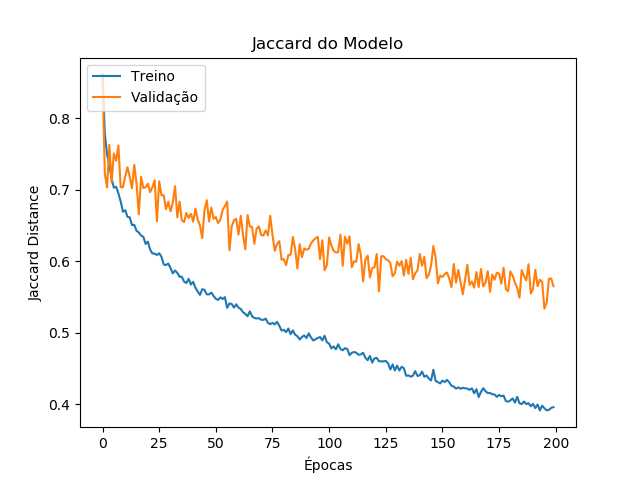 Jaccard do Modelo
Treino
Validação
0.8
0.7
0.6
0.5
0.4
Jaccard Distance
0 25 50 75 100 125 150 175 200
Épocas